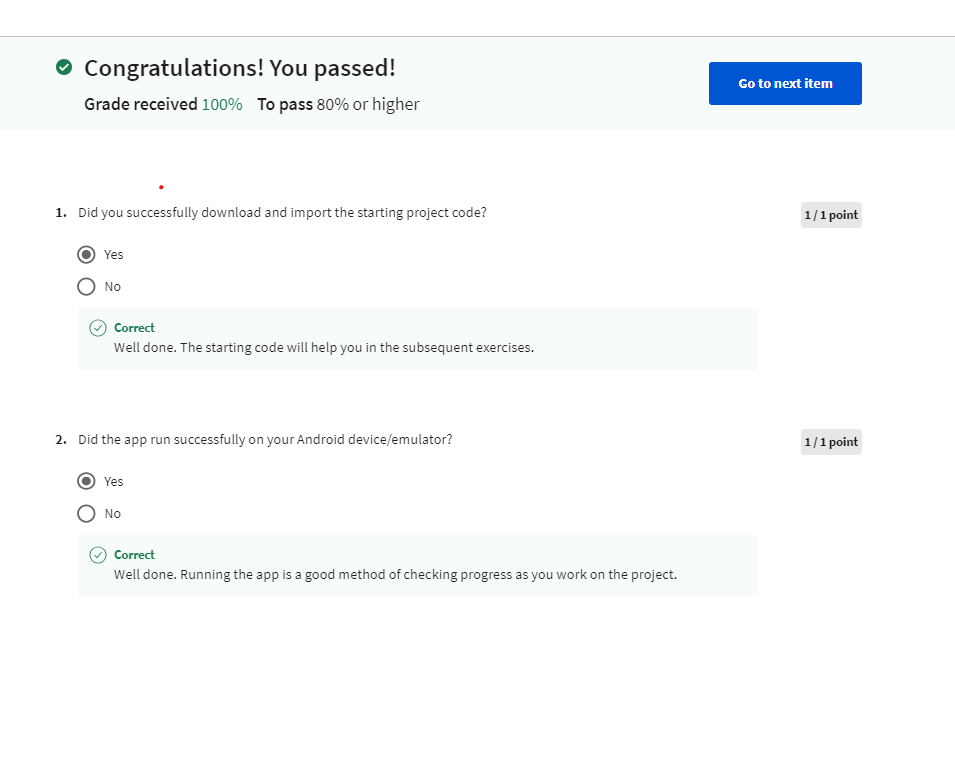 Congratulations! You passed!
Go to next item
Grade received 100% To pass 80% or higher
1. Did you successfully download and import the starting project code?
1 / 1 point
Yes
No
Correct
Well done. The starting code will help you in the subsequent exercises.
2. Did the app run successfully on your Android device/emulator?
1 / 1 point
Yes
No
Correct
Well done. Running the app is a good method of checking progress as you work on the project.